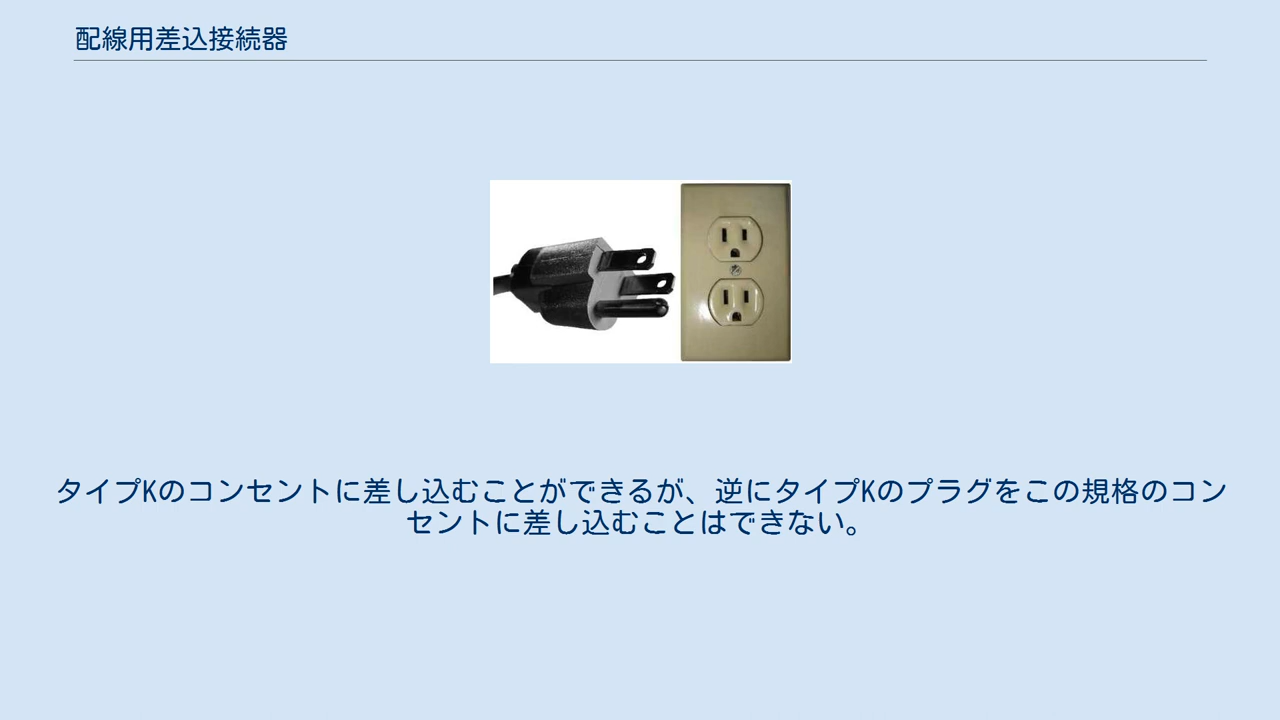 配線用差込接続器
タイプKのコンセントに差し込むことができるが、逆にタイプKのプラグをこの規格のコン
セントに差し込むことはできない。